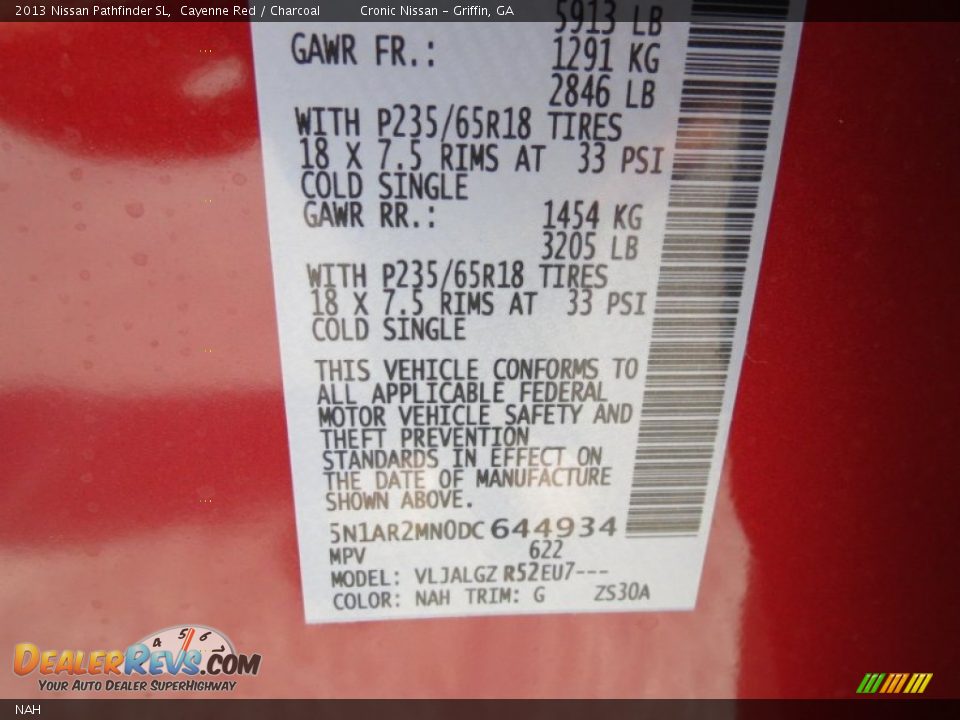 2013 Nissan Pathfinder SL, Cayenne Red / Charcoal Cronic Nissan - Griffin, GA
5913 LB
GAWR FR.: 1291 KG
2846 LB
WITH P235/65R18 TIRES
18 X 7.5 RIMS AT 33 PSI
COLD SINGLE
GAWR RR.: 1454 KG
3205 LB
WITH P235/65R18 TIRES
18 X 7.5 RIMS AT 33 PSI
COLD SINGLE
THIS VEHICLE CONFORMS TO
ALL APPLICABLE FEDERAL
MOTOR VEHICLE SAFETY AND
THEFT PREVENTION
STANDARDS IN EFFECT ON
THE DATE OF MANUFACTURE
SHOWN ABOVE.
5N1AR2MN0DC644934
MPV 622
MODEL: VLJALGZ R52EU7---
COLOR: NAH TRIM: G ZS30A
4 5 6
DEALERREVS.COM
YOUR AUTO DEALER SUPERHIGHWAY
NAH